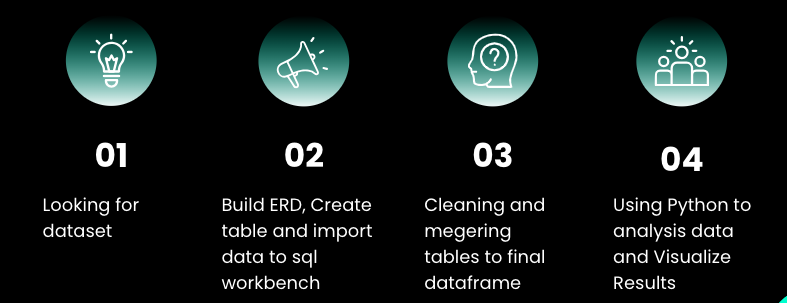 01
Looking for
dataset
02
Build ERD, Create
table and import
data to sql
workbench
03
Cleaning and
megering
tables to final
dataframe
04
Using Python to
analysis data
and Visualize
Results